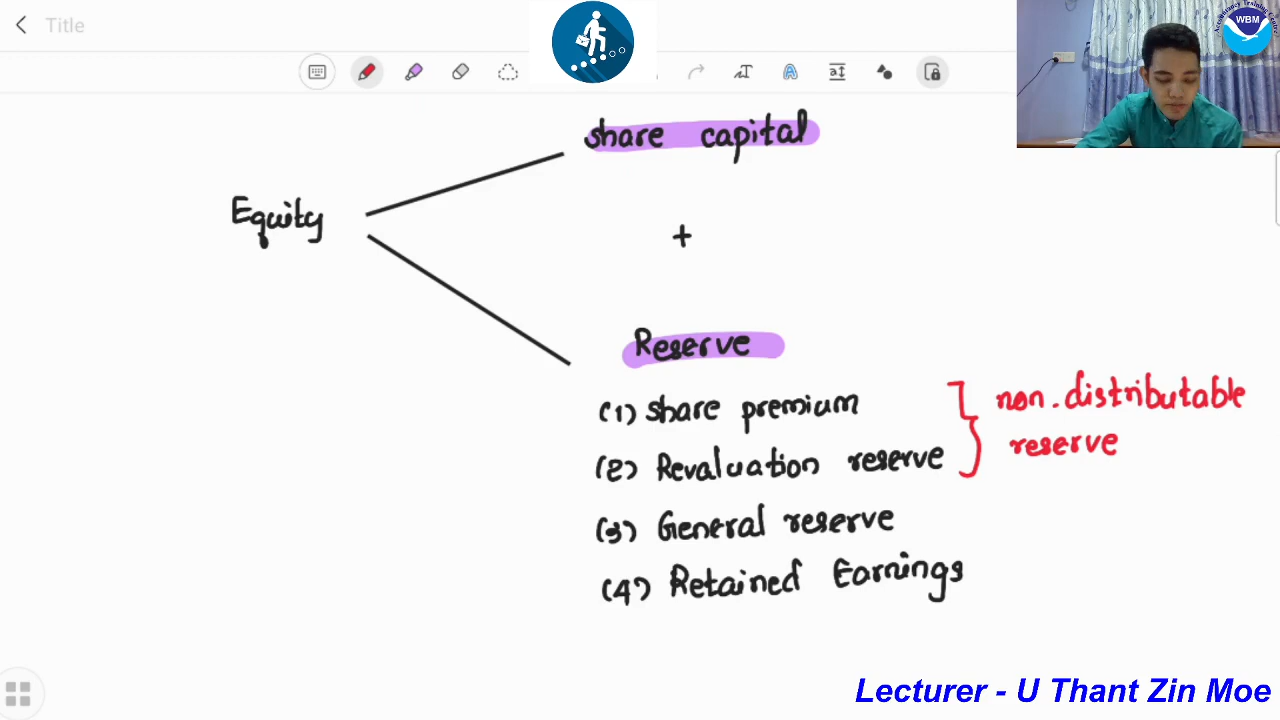 Title
WBM
Equity
share capital
+
Reserve
(1) share premium
(2) Revaluation reserve
(3) General reserve
(4) Retained Earnings
non-distributable
reserve
Lecturer - U Thant Zin Moe